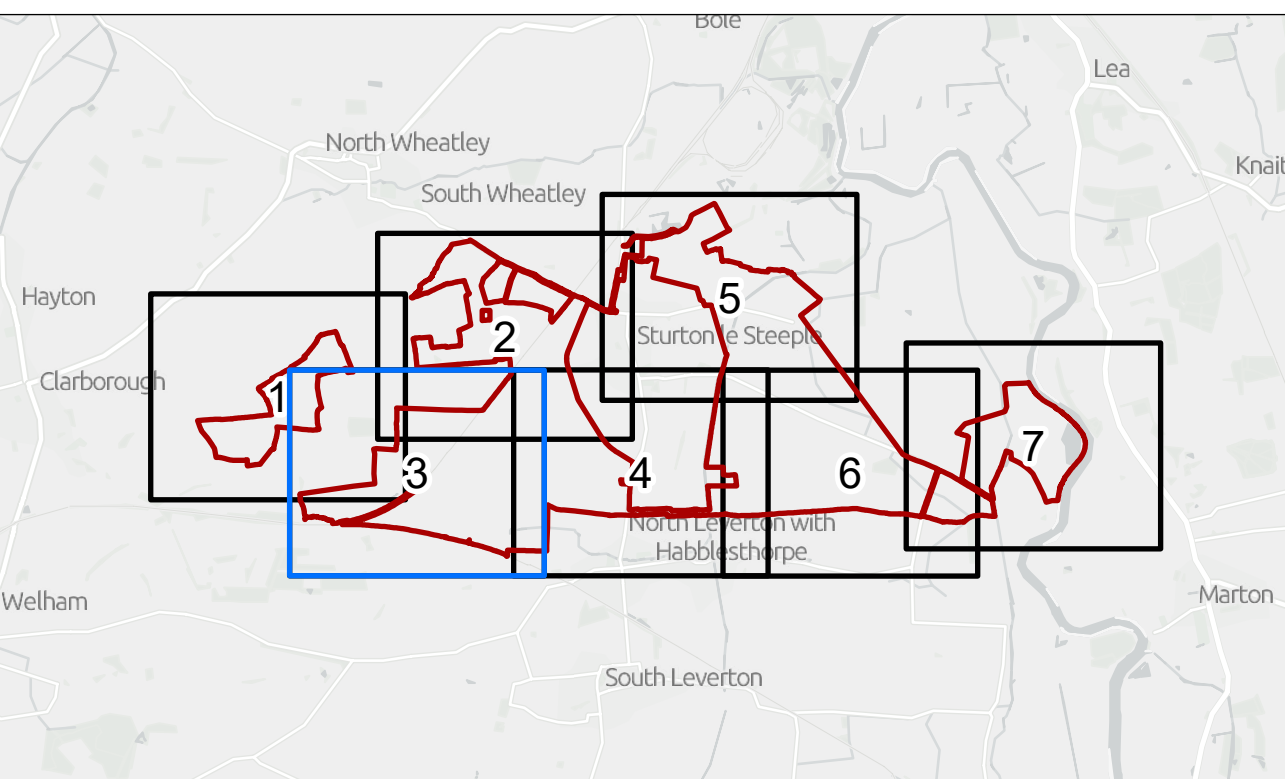 Bole
Lea
North Wheatley
Knait
South Wheatley
Hayton
5
2
Sturton le Steeple
Clarborough
1
7
3
4
6
North Leverton with
Habblesthorpe
Welham
Marton
South Leverton